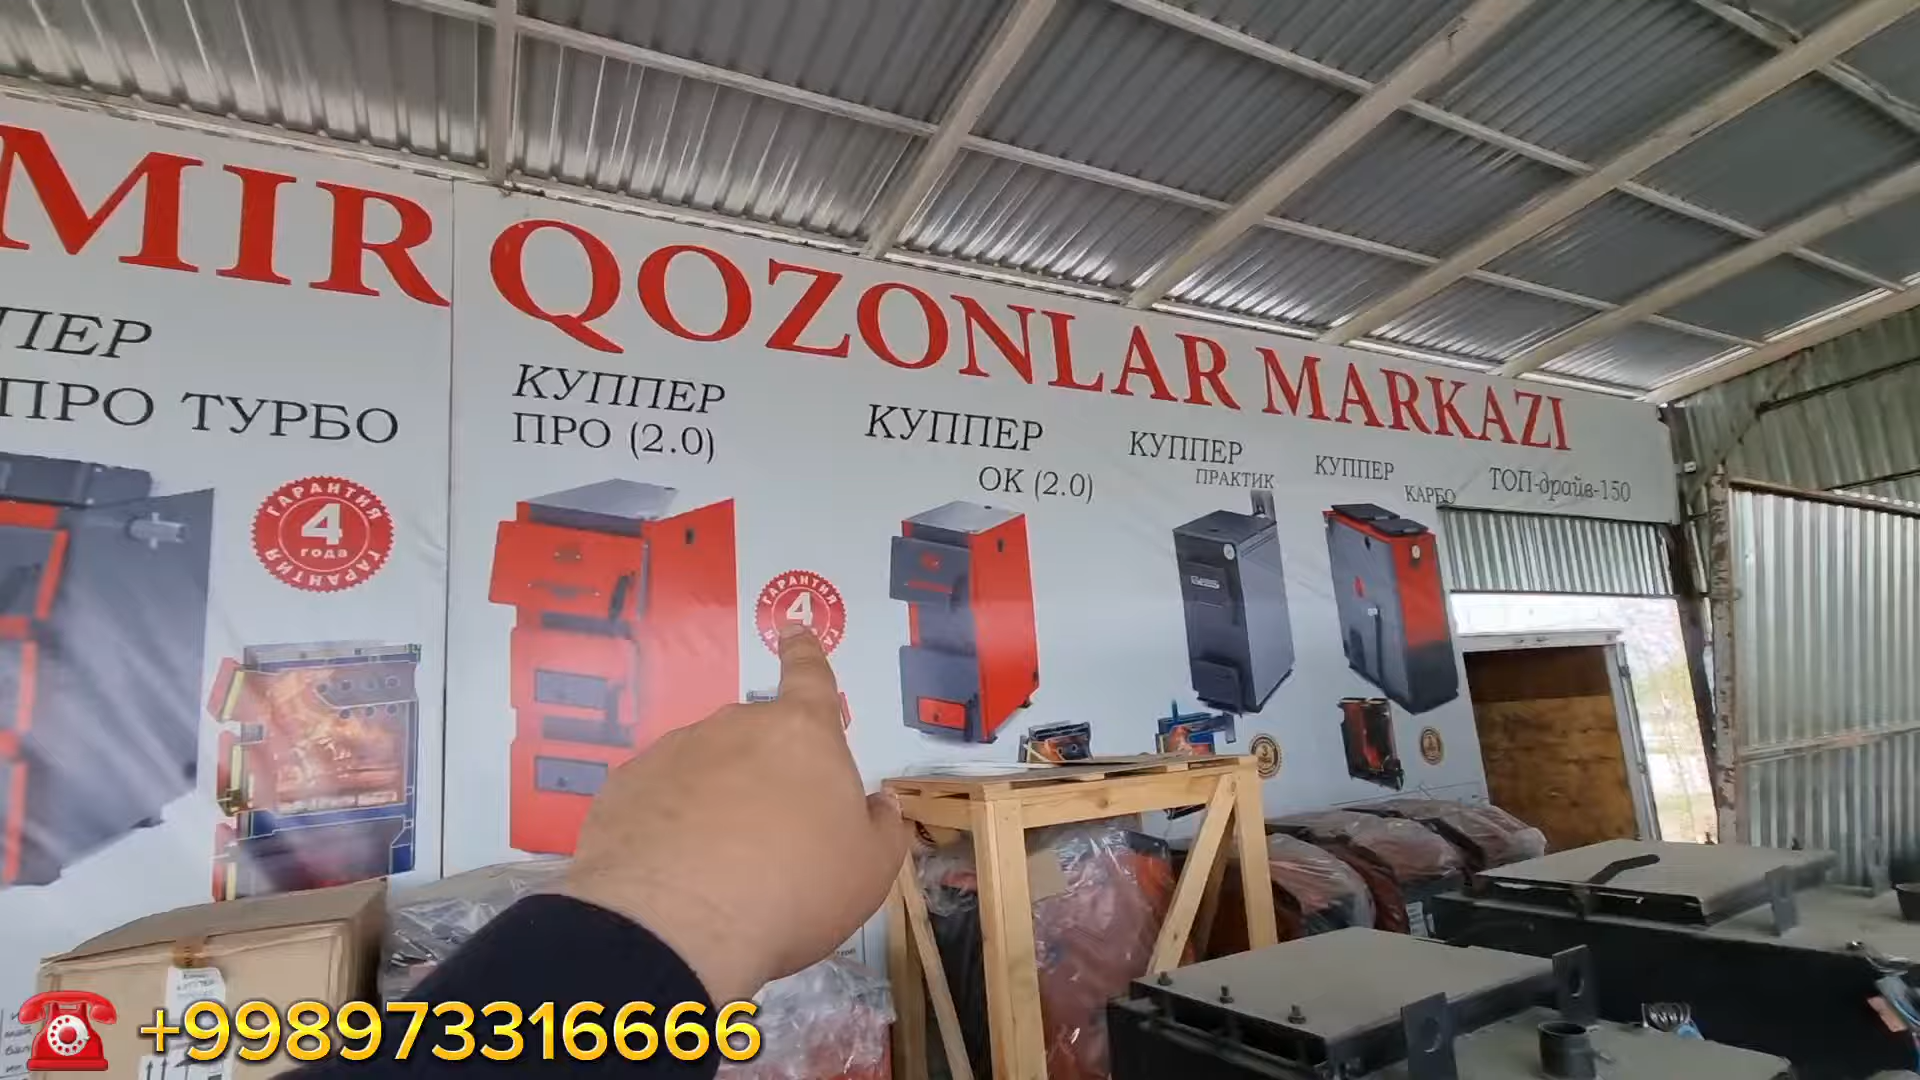 MIR QOZONLAR MARKAZI
ПЕР
ПРО ТУРБО
КУППЕР
ПРО (2.0)
КУППЕР
ОК (2.0)
КУППЕР
ПРАКТИК
КУППЕР
КАРБО
ТОП-драйв-150
ГАРАНТИЯ
4
года
ГАРАНТИЯ
ГАРАНТИЯ
4
+998973316666